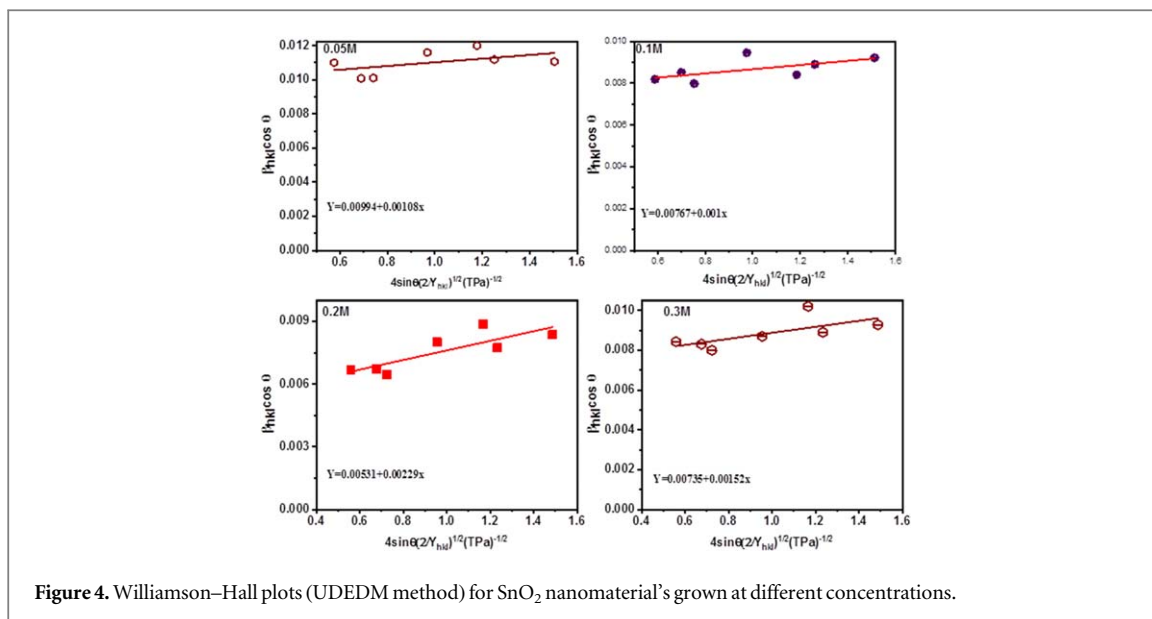 0.05M
0.012
0.010
0.008
0.006
0.004
0.002
0.000
βhklcos θ
Y=0.00994+0.00108x
0.6 0.8 1.0 1.2 1.4 1.6
4sinθ(2/Yhkl)1/2(TPa)-1/2
0.1M
0.010
0.008
0.006
0.004
0.002
0.000
βhklcos θ
Y=0.00767+0.001x
0.6 0.8 1.0 1.2 1.4 1.6
4sinθ(2/Yhkl)1/2(TPa)-1/2
0.2M
0.009
0.006
0.003
0.000
βhklcos θ
Y=0.00531+0.00229x
0.4 0.6 0.8 1.0 1.2 1.4 1.6
4sinθ(2/Yhkl)1/2(TPa)-1/2
0.3M
0.010
0.008
0.006
0.004
0.002
0.000
βhklcos θ
Y=0.00735+0.00152x
0.4 0.6 0.8 1.0 1.2 1.4 1.6
4sinθ(2/Yhkl)1/2(TPa)-1/2
Figure 4. Williamson–Hall plots (UDEDM method) for SnO2 nanomaterial's grown at different concentrations.